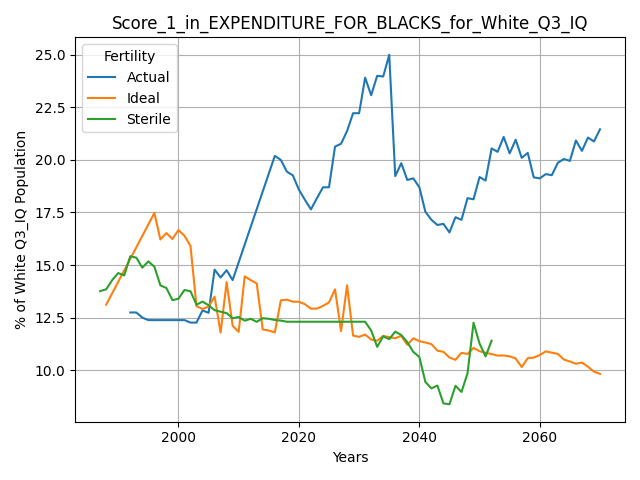 Score_1_in_EXPENDITURE_FOR_BLACKS_for_White_Q3_IQ
Fertility
Actual
Ideal
Sterile
% of White Q3_IQ Population
25.0
22.5
20.0
17.5
15.0
12.5
10.0
2000
2020
2040
2060
Years